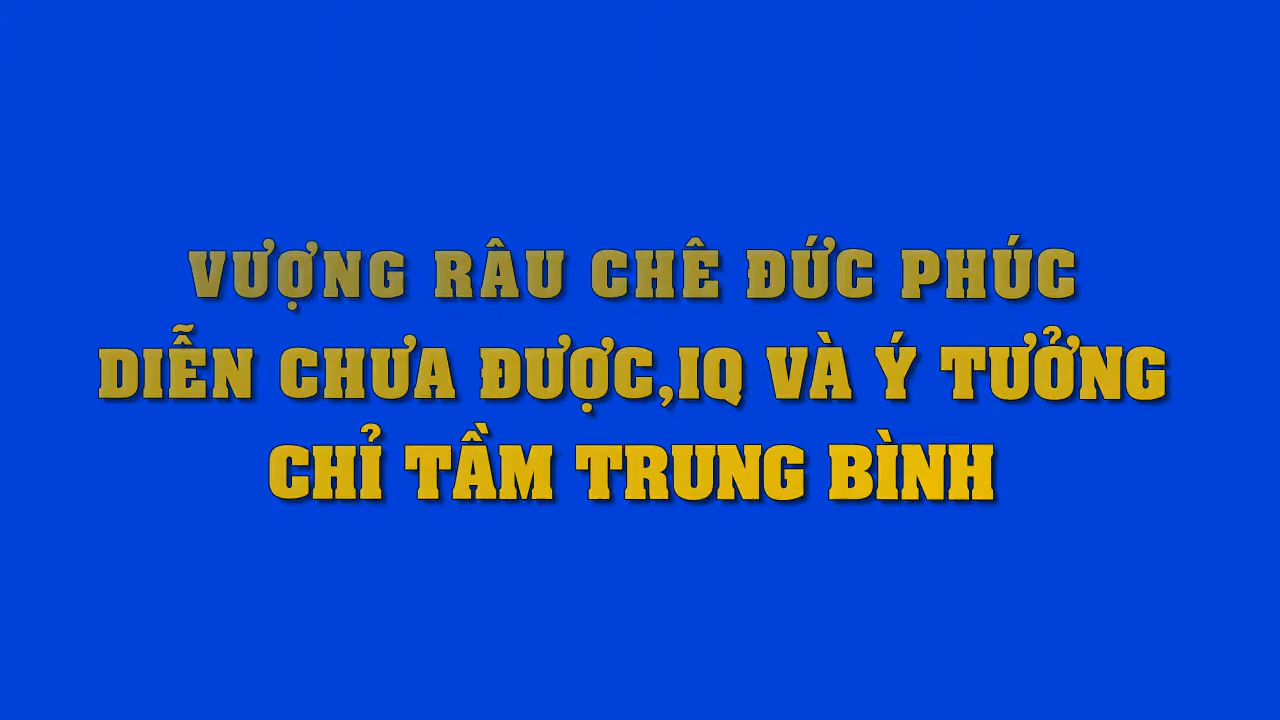 VƯỢNG RÂU CHÊ ĐỨC PHÚC
DIỄN CHƯA ĐƯỢC,IQ VÀ Ý TƯỞNG
CHỈ TẦM TRUNG BÌNH